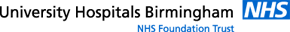 University Hospitals Birmingham NHS
NHS Foundation Trust